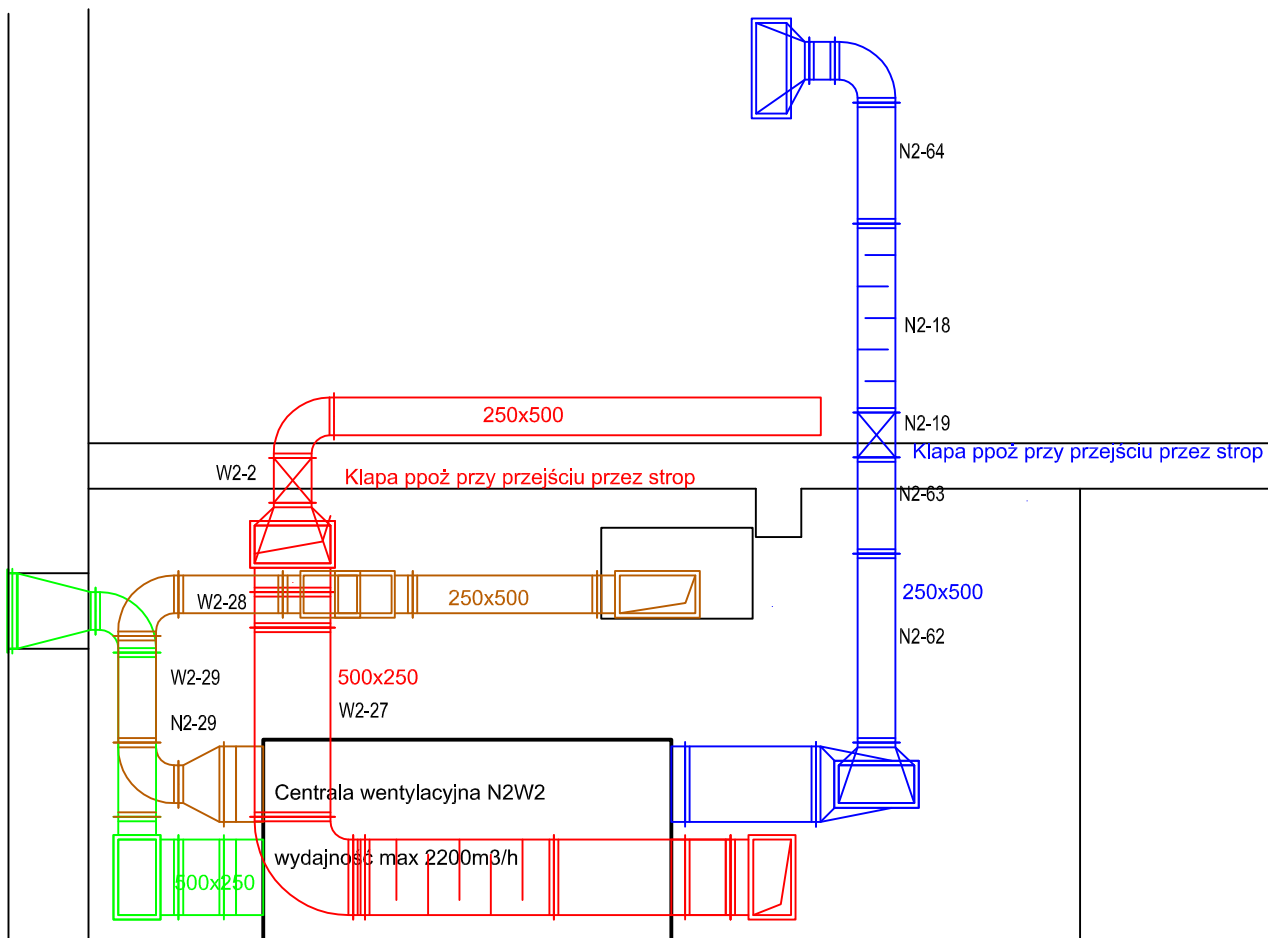 N2-64
N2-18
250x500
N2-19
Klapa ppoż przy przejściu przez strop
W2-2
Klapa ppoż przy przejściu przez strop
N2-63
250x500
W2-28
250x500
N2-62
W2-29
500x250
W2-27
N2-29
Centrala wentylacyjna N2W2
wydajność max 2200m3/h
500x250